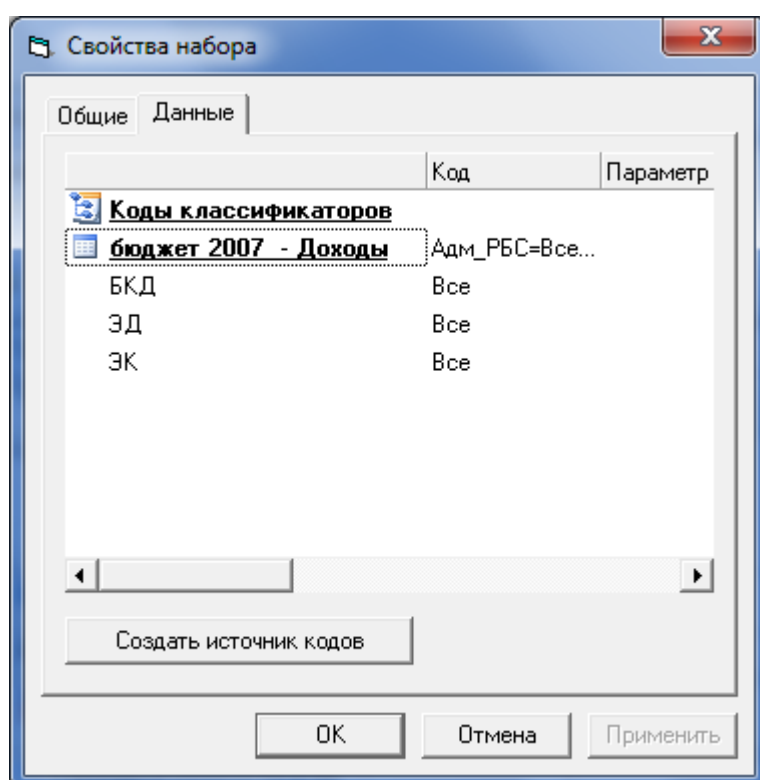 Свойства набора
Общие Данные
Код Параметр
Коды классификаторов
бюджет 2007 - Доходы Адм_РБС=Все...
БКД Все
ЭД Все
ЭК Все
Создать источник кодов
OK Отмена Применить